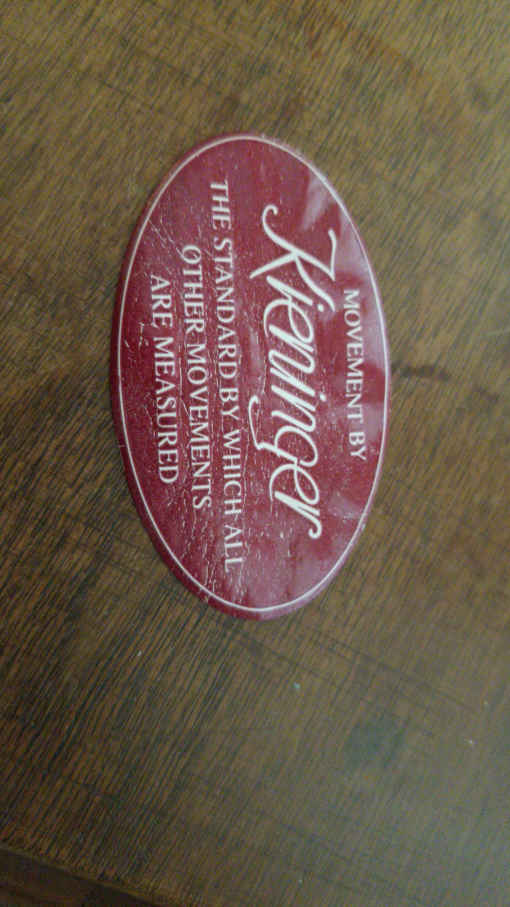 MOVEMENT BY
Kieninger
THE STANDARD BY WHICH ALL
OTHER MOVEMENTS
ARE MEASURED